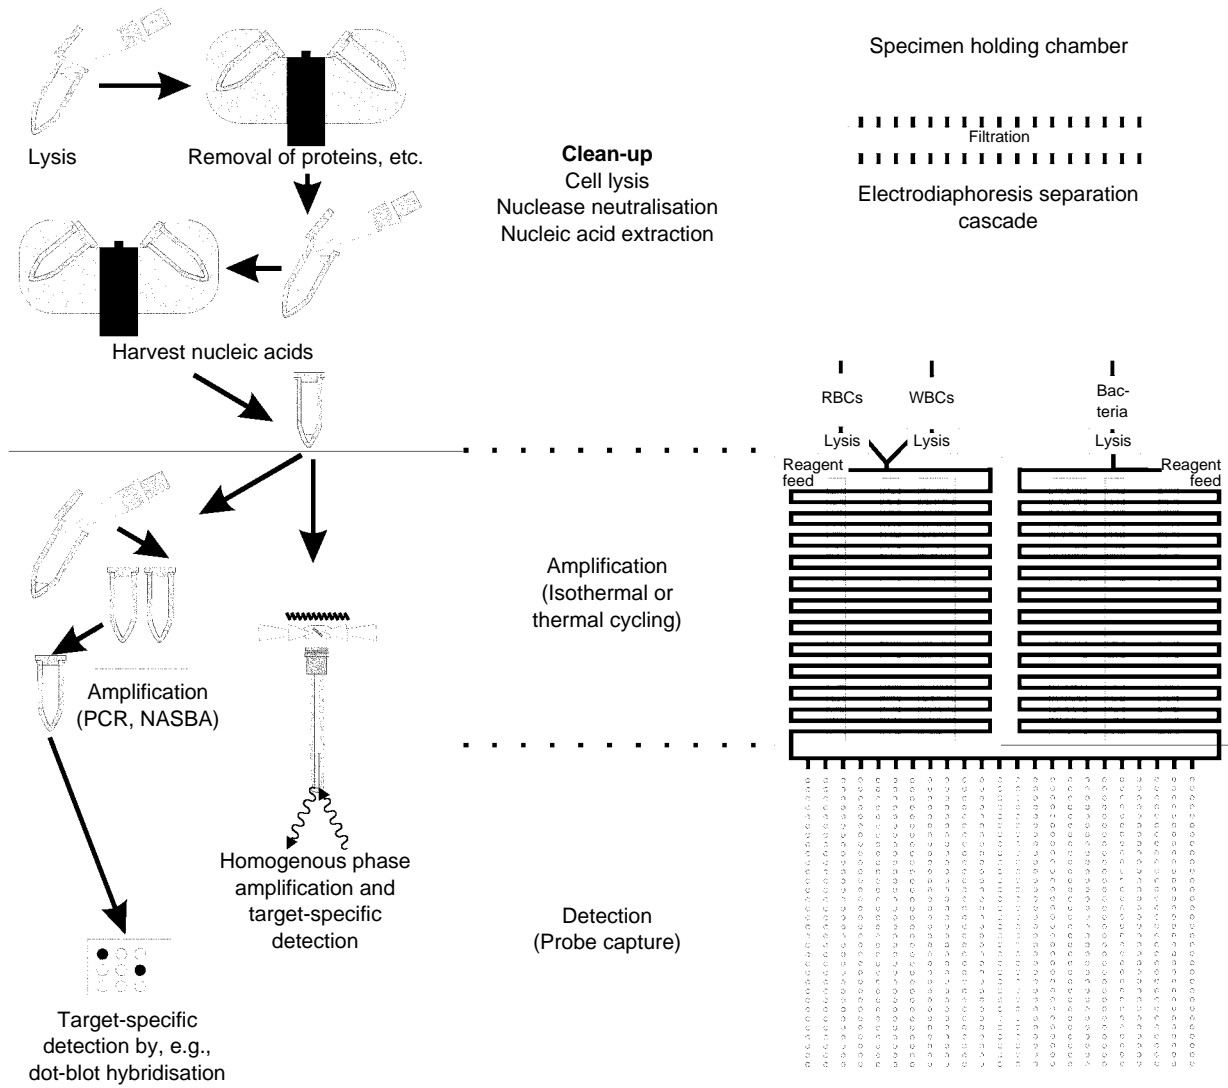 Lysis
Removal of proteins, etc.
Harvest nucleic acids
Amplification
(PCR, NASBA)
Homogenous phase
amplification and
target-specific
detection
Target-specific
detection by, e.g.,
dot-blot hybridisation
Clean-up
Cell lysis
Nuclease neutralisation
Nucleic acid extraction
Amplification
(Isothermal or
thermal cycling)
Detection
(Probe capture)
Specimen holding chamber
Filtration
Electrodiaphoresis separation
cascade
RBCs
WBCs
Bac-
teria
Lysis
Lysis
Lysis
Reagent
feed
Reagent
feed